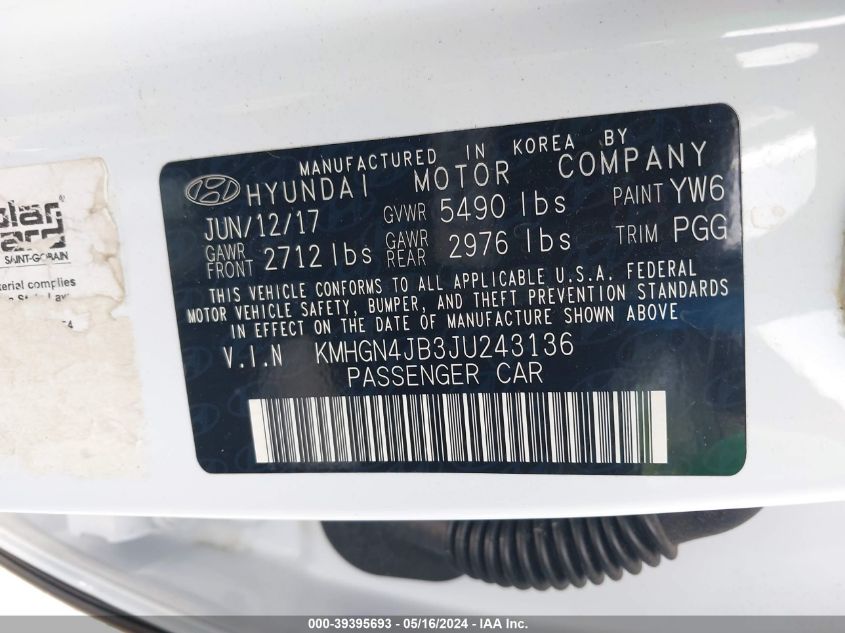 MANUFACTURED IN KOREA BY
HYUNDAI MOTOR COMPANY
JUN/12/17 GVWR 5490 lbs PAINT YW6
GAWR FRONT 2712 lbs GAWR REAR 2976 lbs TRIM PGG
THIS VEHICLE CONFORMS TO ALL APPLICABLE U.S.A. FEDERAL
MOTOR VEHICLE SAFETY, BUMPER, AND THEFT PREVENTION STANDARDS
IN EFFECT ON THE DATE OF MANUFACTURE SHOWN ABOVE.
V.I.N KMHGN4JB3JU243136
PASSENGER CAR
SAINT-GOBAIN
complies
000-39395693 - 05/16/2024 - IAA Inc.